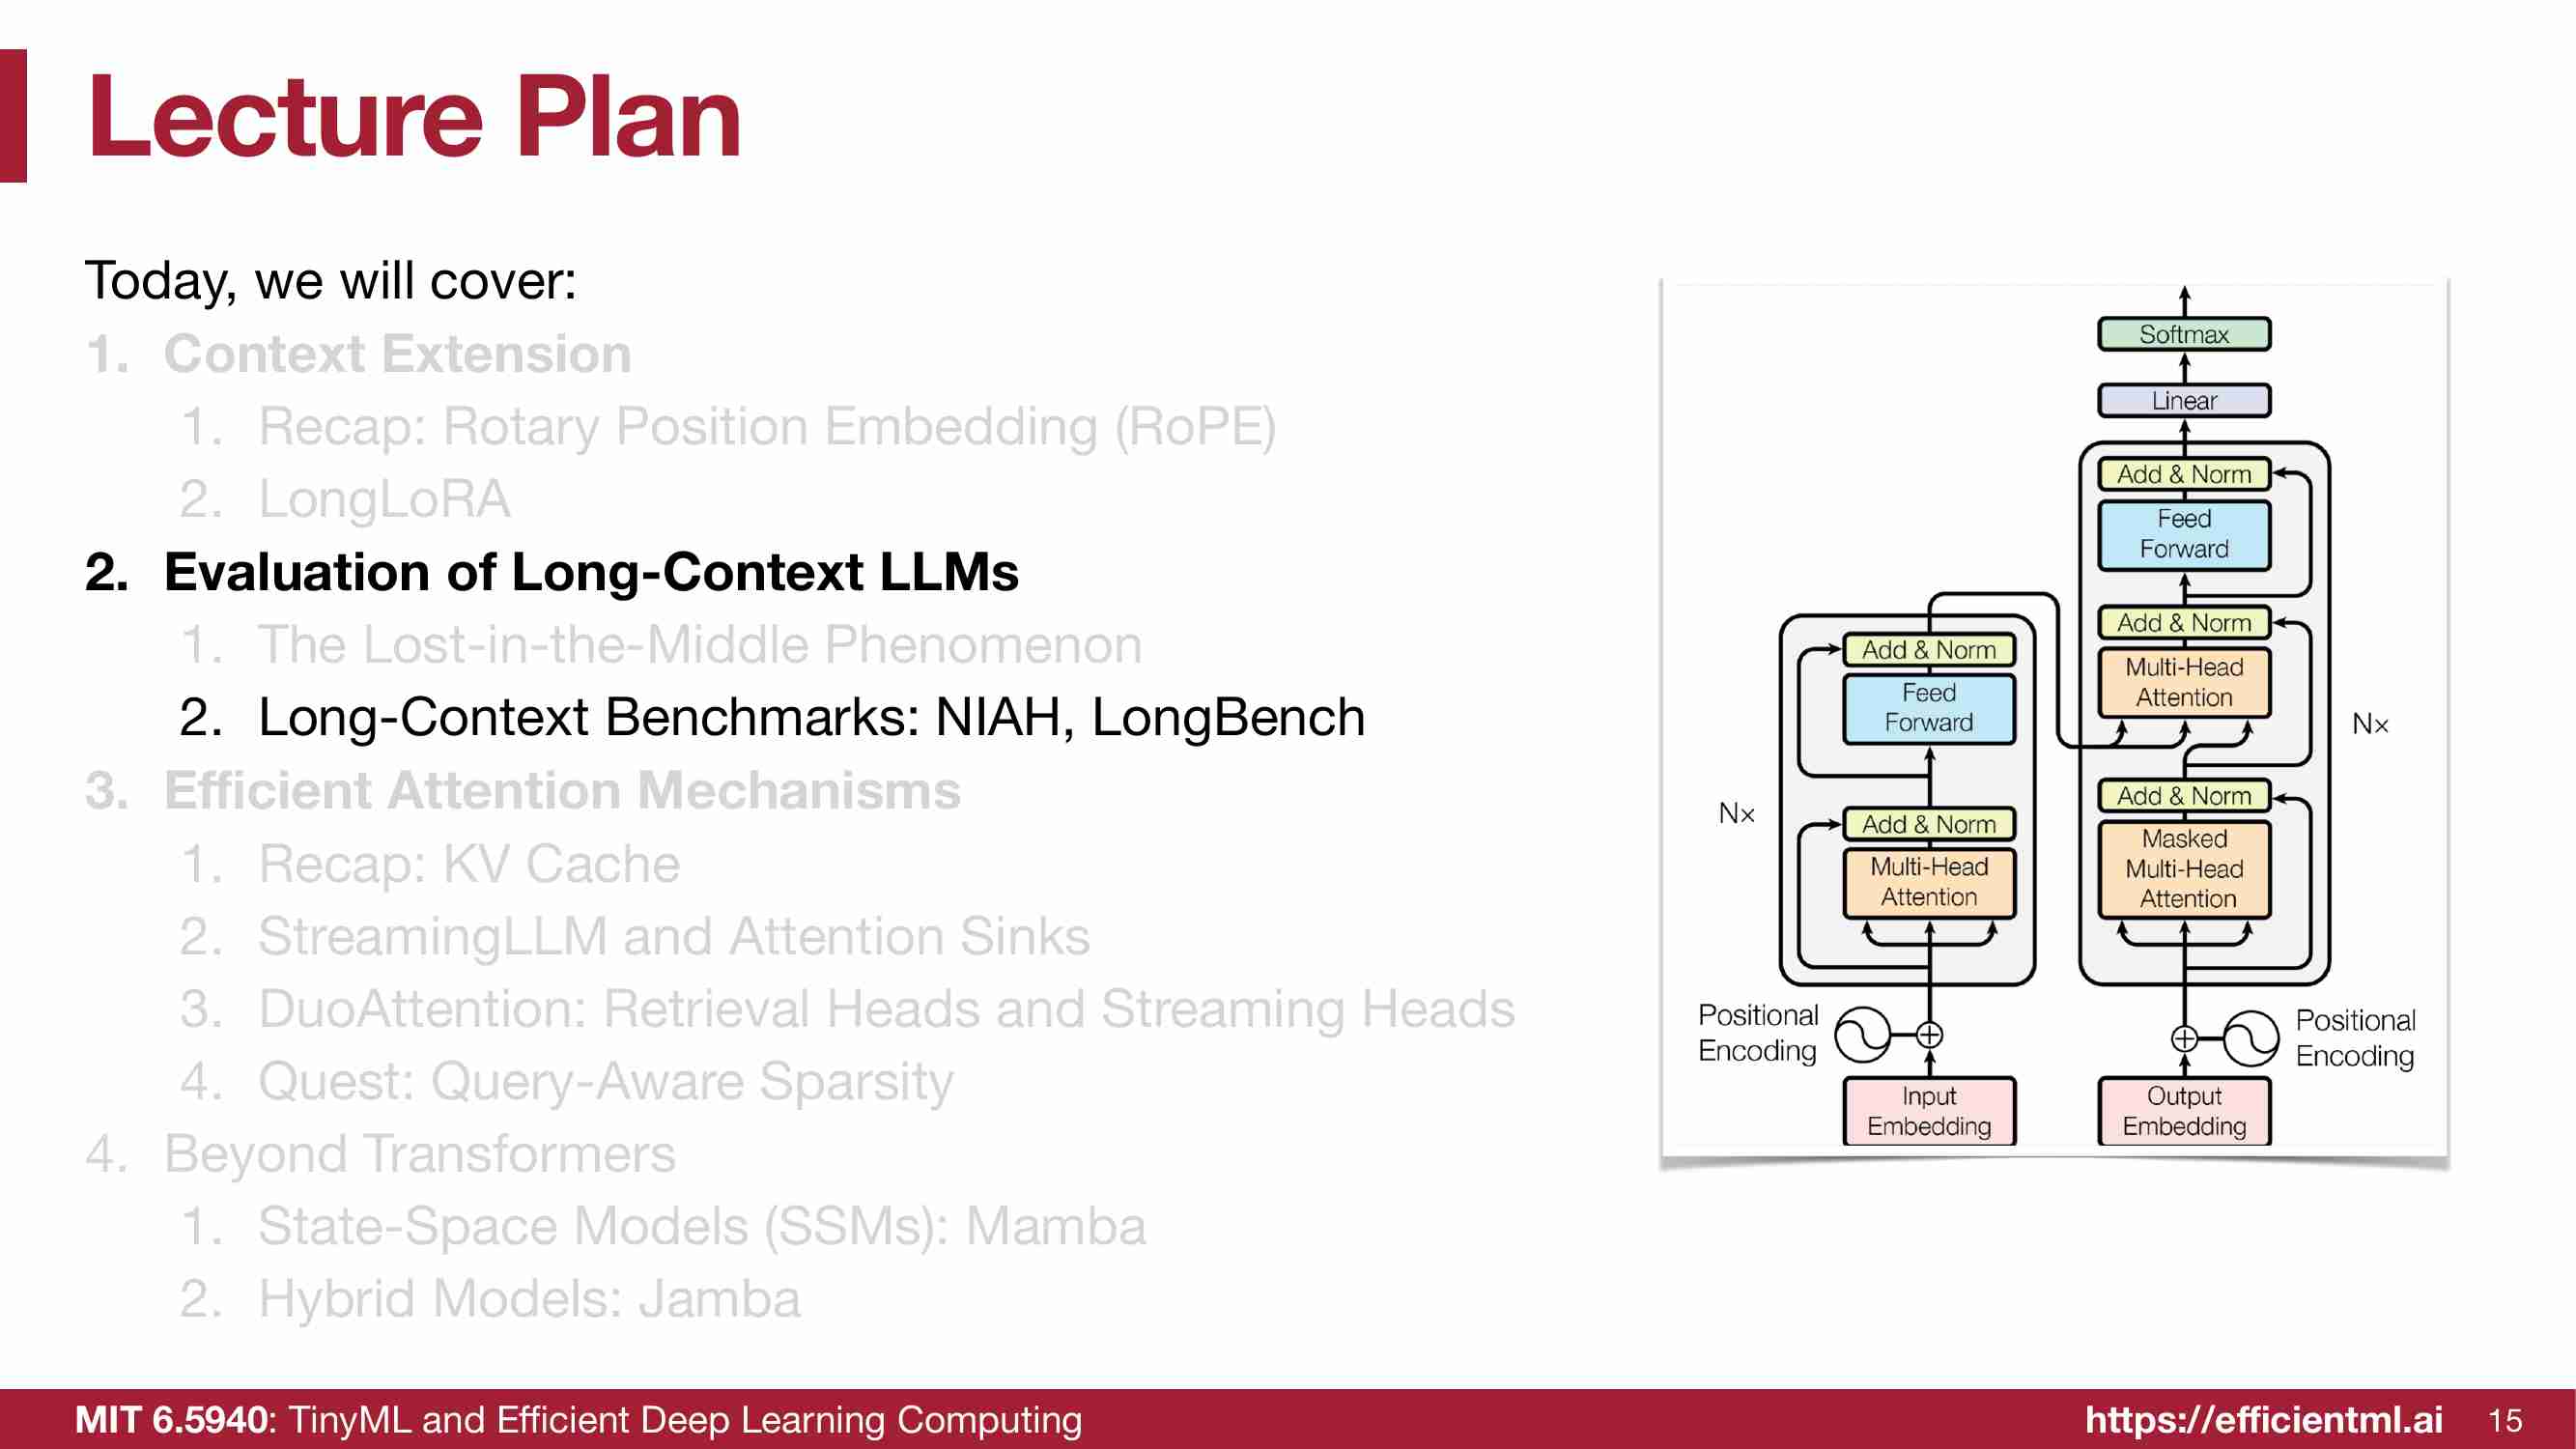 Lecture Plan
Today, we will cover:
1. Context Extension
1. Recap: Rotary Position Embedding (RoPE)
2. LongLoRA
2. Evaluation of Long-Context LLMs
1. The Lost-in-the-Middle Phenomenon
2. Long-Context Benchmarks: NIAH, LongBench
3. Efficient Attention Mechanisms
1. Recap: KV Cache
2. StreamingLLM and Attention Sinks
3. DuoAttention: Retrieval Heads and Streaming Heads
4. Quest: Query-Aware Sparsity
4. Beyond Transformers
1. State-Space Models (SSMs): Mamba
2. Hybrid Models: Jamba
Softmax
Linear
Add & Norm
Feed
Forward
Add & Norm
Multi-Head
Attention
N×
Add & Norm
Masked
Multi-Head
Attention
Add & Norm
Feed
Forward
N×
Add & Norm
Multi-Head
Attention
Positional
Encoding
Positional
Encoding
Input
Embedding
Output
Embedding
MIT 6.5940: TinyML and Efficient Deep Learning Computing
https://efficientml.ai
15